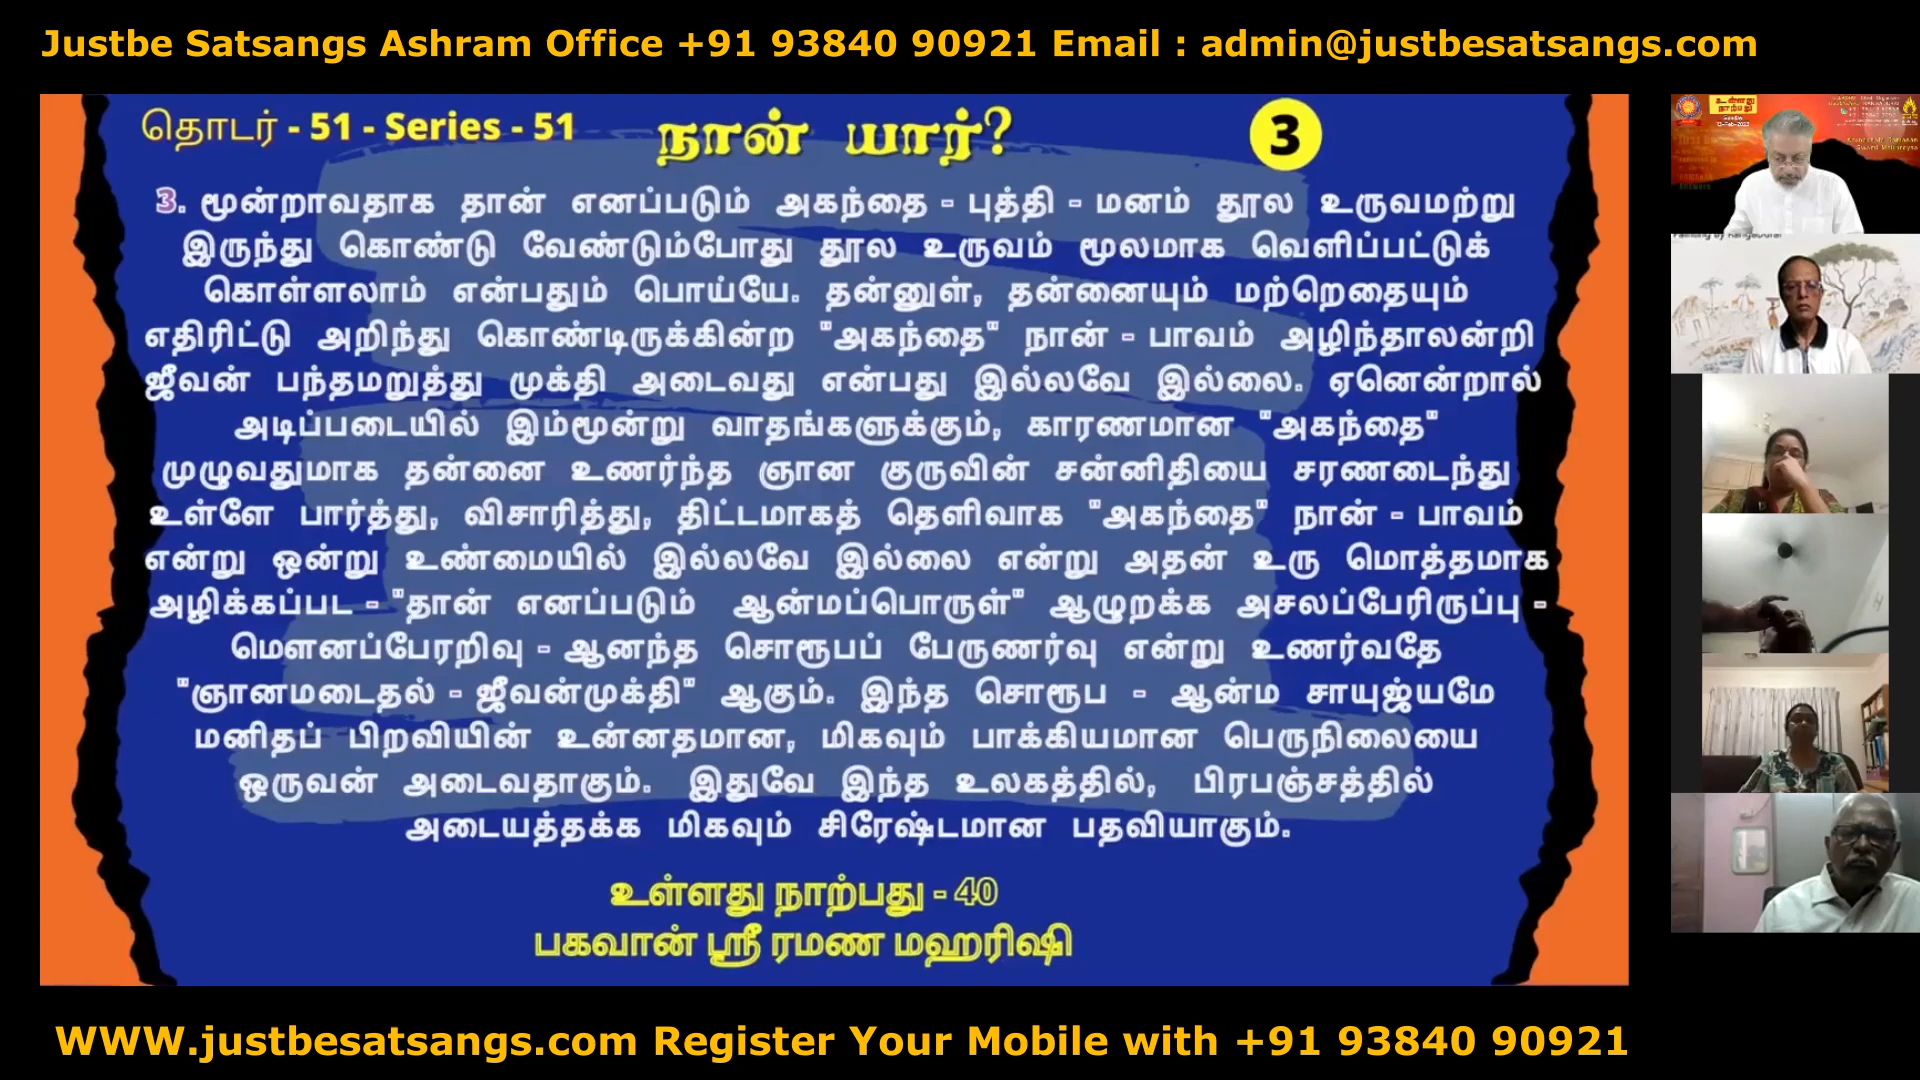 Justbe Satsangs Ashram Office +91 93840 90921 Email : admin@justbesatsangs.com
தொடர் - 51 - Series - 51
நான் யார்?
3
3. மூன்றாவதாக தான் எனப்படும் அகந்தை - புத்தி - மனம் தூல உருவமற்று
இருந்து கொண்டு வேண்டும்போது தூல உருவம் மூலமாக வெளிப்பட்டுக்
கொள்ளலாம் என்பதும் பொய்யே. தன்னுள், தன்னையும் மற்றெதையும்
எதிரிட்டு அறிந்து கொண்டிருக்கின்ற "அகந்தை" நான் - பாவம் அழிந்தாலன்றி
ஜீவன் பந்தமறுத்து முக்தி அடைவது என்பது இல்லவே இல்லை. ஏனென்றால்
அடிப்படையில் இம்மூன்று வாதங்களுக்கும், காரணமான "அகந்தை"
முழுவதுமாக தன்னை உணர்ந்த ஞான குருவின் சன்னிதியை சரணடைந்து
உள்ளே பார்த்து, விசாரித்து, திட்டமாகத் தெளிவாக "அகந்தை" நான் - பாவம்
என்று ஒன்று உண்மையில் இல்லவே இல்லை என்று அதன் உரு மொத்தமாக
அழிக்கப்பட - "தான் எனப்படும் ஆன்மப்பொருள்" ஆழுறக்க அசலப்பேரிருப்பு -
மௌனப்பேரறிவு - ஆனந்த சொரூபப் பேருணர்வு என்று உணர்வதே
"ஞானமடைதல் - ஜீவன்முக்தி" ஆகும். இந்த சொரூப - ஆன்ம சாயுஜ்யமே
மனிதப் பிறவியின் உன்னதமான, மிகவும் பாக்கியமான பெருநிலையை
ஒருவன் அடைவதாகும். இதுவே இந்த உலகத்தில், பிரபஞ்சத்தில்
அடையத்தக்க மிகவும் சிரேஷ்டமான பதவியாகும்.
உள்ளது நாற்பது - 40
பகவான் ஸ்ரீ ரமண மஹரிஷி
WWW.justbesatsangs.com Register Your Mobile with +91 93840 90921